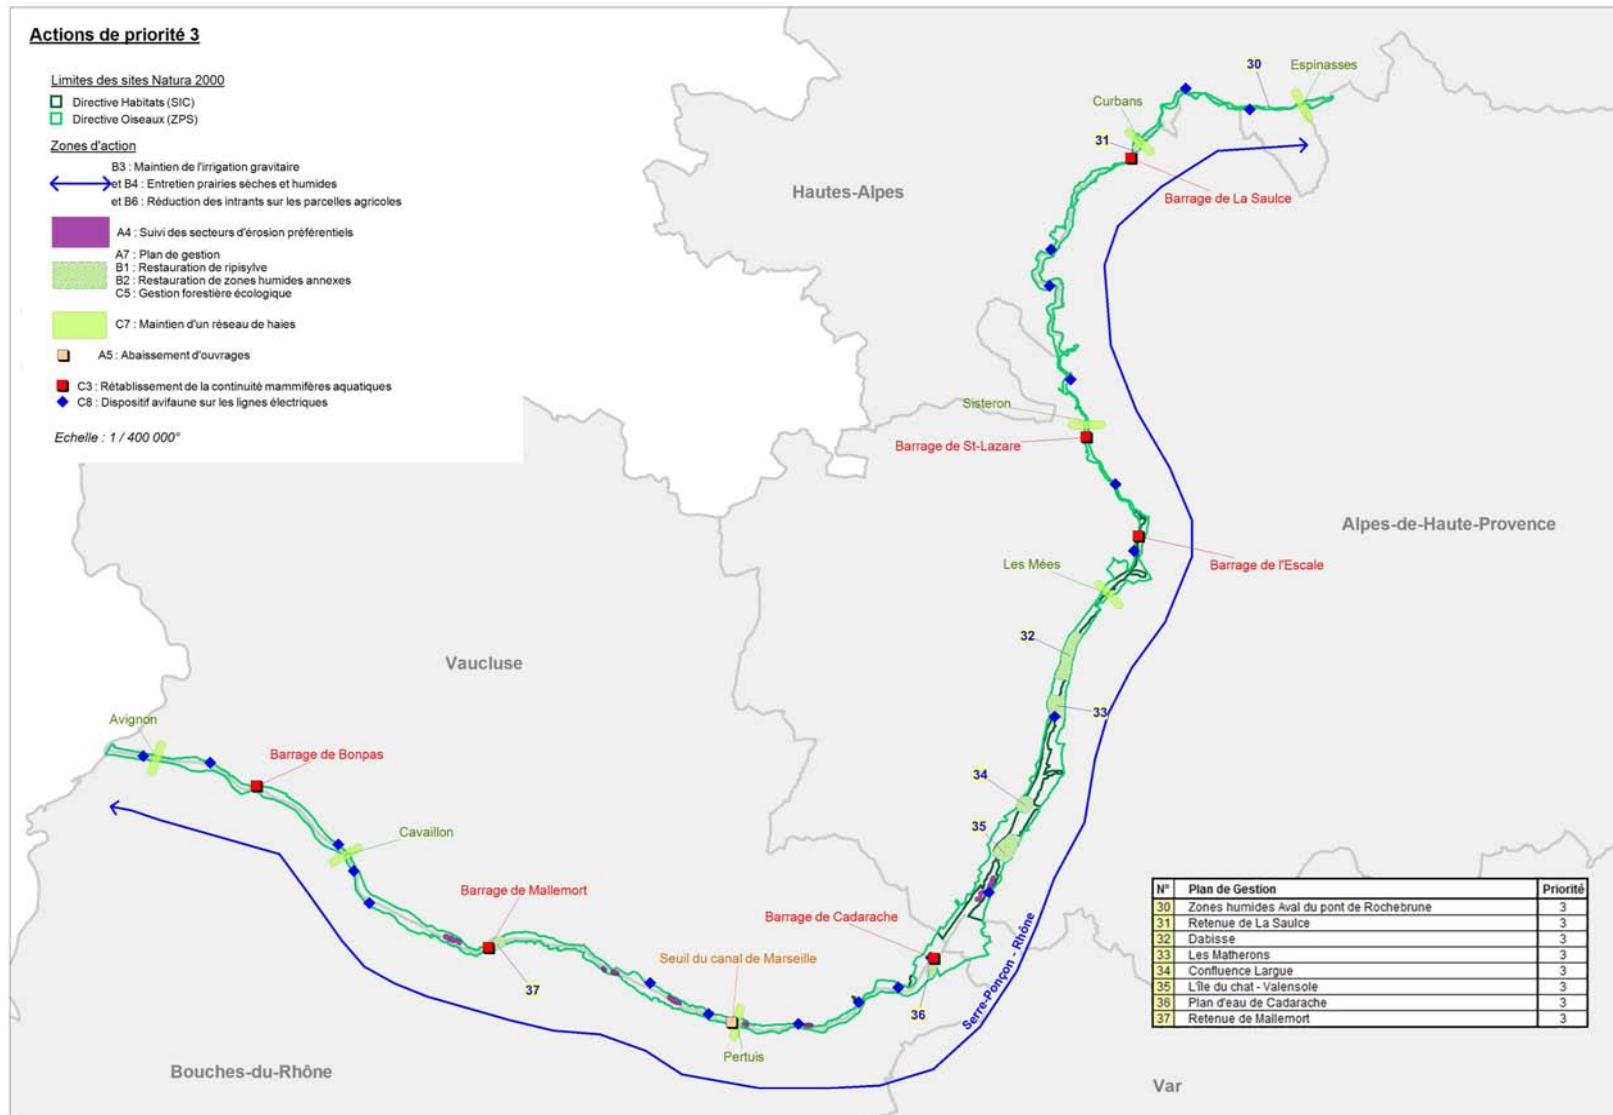 Actions de priorité 3
Limites des sites Natura 2000
Directive Habitats (SIC)
Directive Oiseaux (ZPS)
Zones d'action
B3 : Maintien de l'irrigation gravitaire
et B4 : Entretien prairies sèches et humides
et B6 : Réduction des intrants sur les parcelles agricoles
A4 : Suivi des secteurs d'érosion préférentiels
A7 : Plan de gestion
B1 : Restauration de ripisylve
B2 : Restauration de zones humides annexes
C5 : Gestion forestière écologique
C7 : Maintien d'un réseau de haies
A5 : Abaissement d'ouvrages
C3 : Rétablissement de la continuité mammifères aquatiques
C8 : Dispositif avifaune sur les lignes électriques
Echelle : 1 / 400 000°
30
Espinasses
Curbans
31
Barrage de La Saulce
Hautes-Alpes
Sisteron
Barrage de St-Lazare
Alpes-de-Haute-Provence
Barrage de l'Escale
Les Mées
32
Vaucluse
33
Avignon
Barrage de Bonpas
34
35
Cavaillon
Barrage de Mallemort
Barrage de Cadarache
Seuil du canal de Marseille
37
36
Serre-Ponçon - Rhône
Pertuis
Bouches-du-Rhône
Var
N° Plan de Gestion Priorité
30 Zones humides Aval du pont de Rochebrune 3
31 Retenue de La Saulce 3
32 Dabisse 3
33 Les Matherons 3
34 Confluence Largue 3
35 L'île du chat - Valensole 3
36 Plan d'eau de Cadarache 3
37 Retenue de Mallemort 3